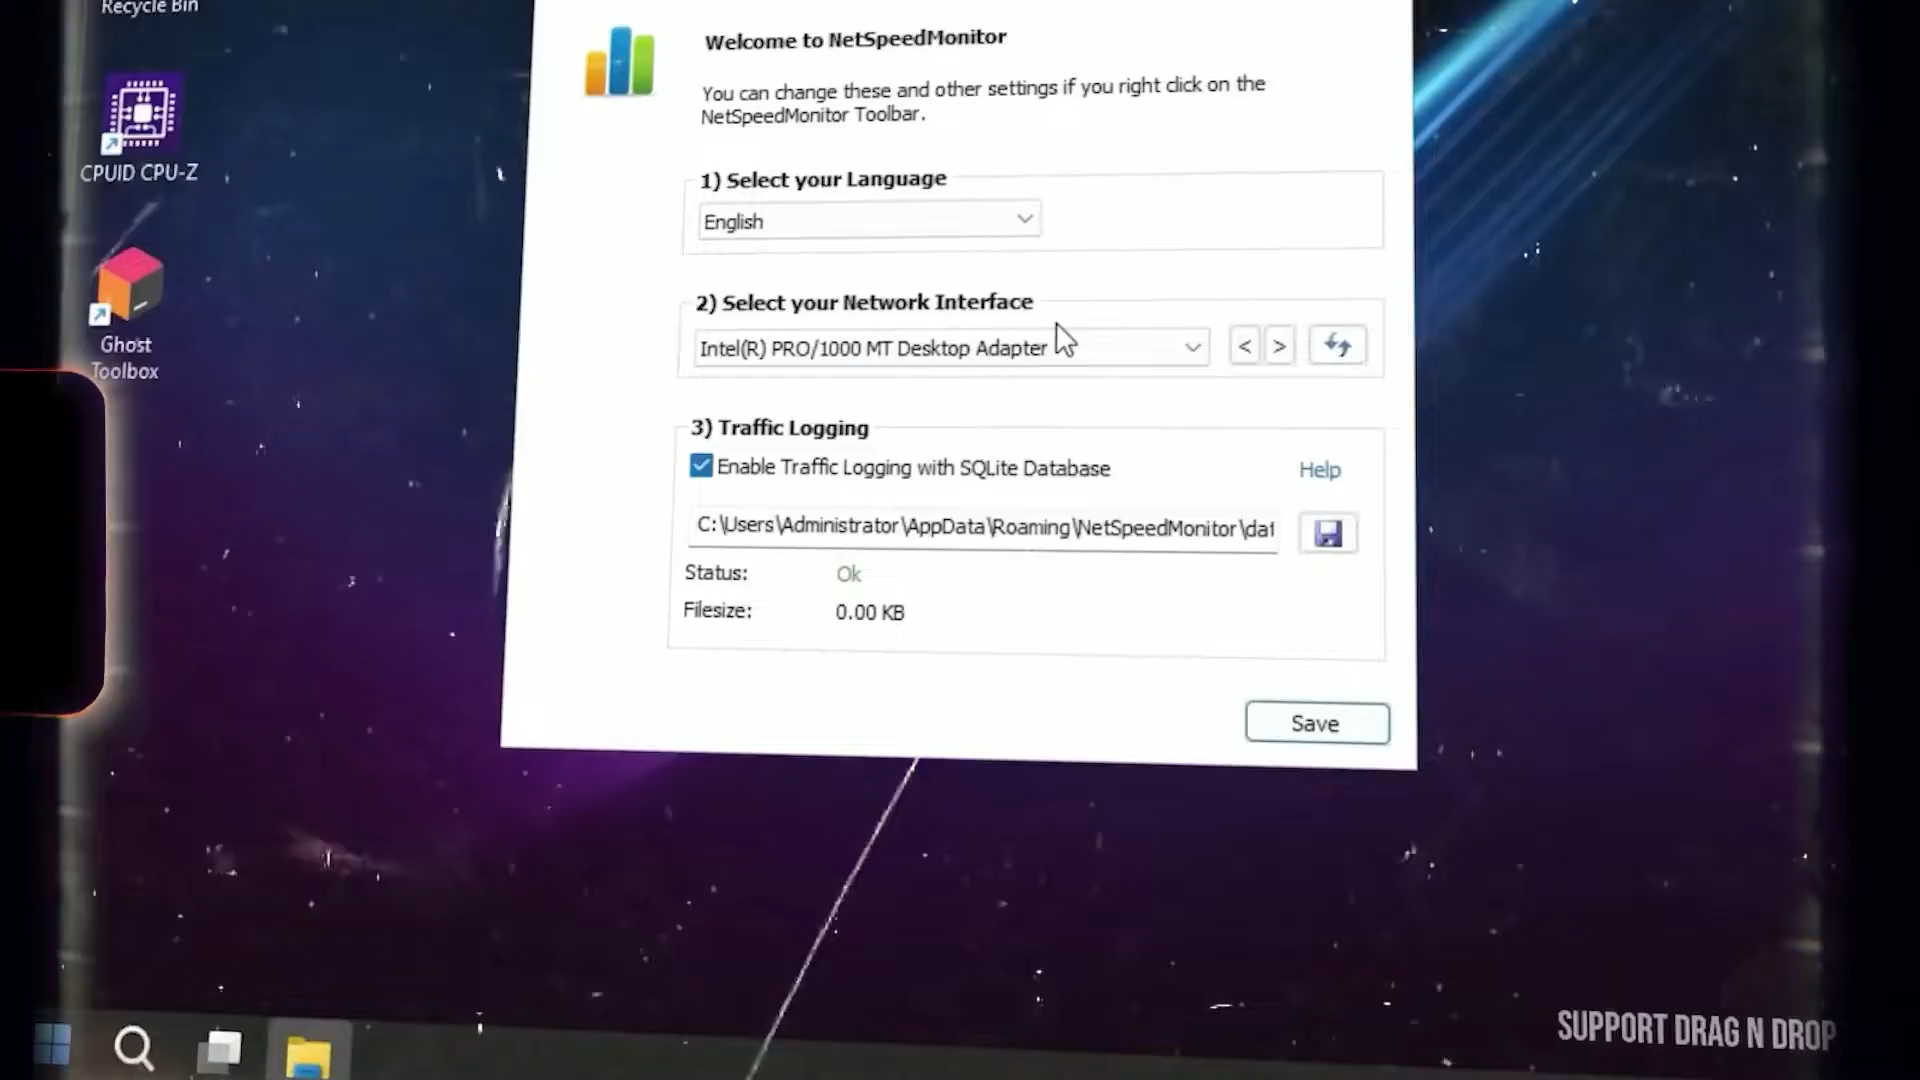 Recycle Bin
CPUID CPU-Z
Ghost
Toolbox
Welcome to NetSpeedMonitor
You can change these and other settings if you right click on the
NetSpeedMonitor Toolbar.
1) Select your Language
English
2) Select your Network Interface
Intel(R) PRO/1000 MT Desktop Adapter
< >
3) Traffic Logging
Enable Traffic Logging with SQLite Database
Help
C:\Users\Administrator\AppData\Roaming\NetSpeedMonitor\dat
Status: Ok
Filesize: 0.00 KB
Save
SUPPORT DRAG N DROP